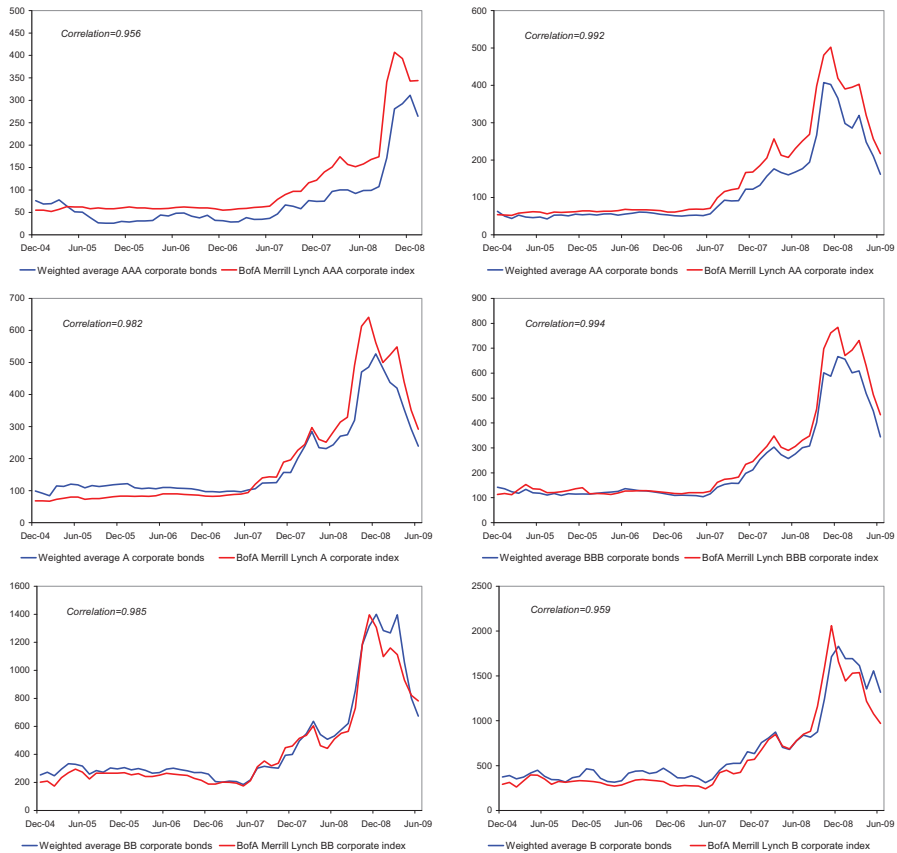 Correlation=0.956
500
450
400
350
300
250
200
150
100
50
0
Dec-04 Jun-05 Dec-05 Jun-06 Dec-06 Jun-07 Dec-07 Jun-08 Dec-08
Weighted average AAA corporate bonds BofA Merrill Lynch AAA corporate index
Correlation=0.992
600
500
400
300
200
100
0
Dec-04 Jun-05 Dec-05 Jun-06 Dec-06 Jun-07 Dec-07 Jun-08 Dec-08 Jun-09
Weighted average AA corporate bonds BofA Merrill Lynch AA corporate index
Correlation=0.982
700
600
500
400
300
200
100
0
Dec-04 Jun-05 Dec-05 Jun-06 Dec-06 Jun-07 Dec-07 Jun-08 Dec-08 Jun-09
Weighted average A corporate bonds BofA Merrill Lynch A corporate index
Correlation=0.994
900
800
700
600
500
400
300
200
100
0
Dec-04 Jun-05 Dec-05 Jun-06 Dec-06 Jun-07 Dec-07 Jun-08 Dec-08 Jun-09
Weighted average BBB corporate bonds BofA Merrill Lynch BBB corporate index
Correlation=0.985
1600
1400
1200
1000
800
600
400
200
0
Dec-04 Jun-05 Dec-05 Jun-06 Dec-06 Jun-07 Dec-07 Jun-08 Dec-08 Jun-09
Weighted average BB corporate bonds BofA Merrill Lynch BB corporate index
Correlation=0.959
2500
2000
1500
1000
500
0
Dec-04 Jun-05 Dec-05 Jun-06 Dec-06 Jun-07 Dec-07 Jun-08 Dec-08 Jun-09
Weighted average B corporate bonds BofA Merrill Lynch B corporate index